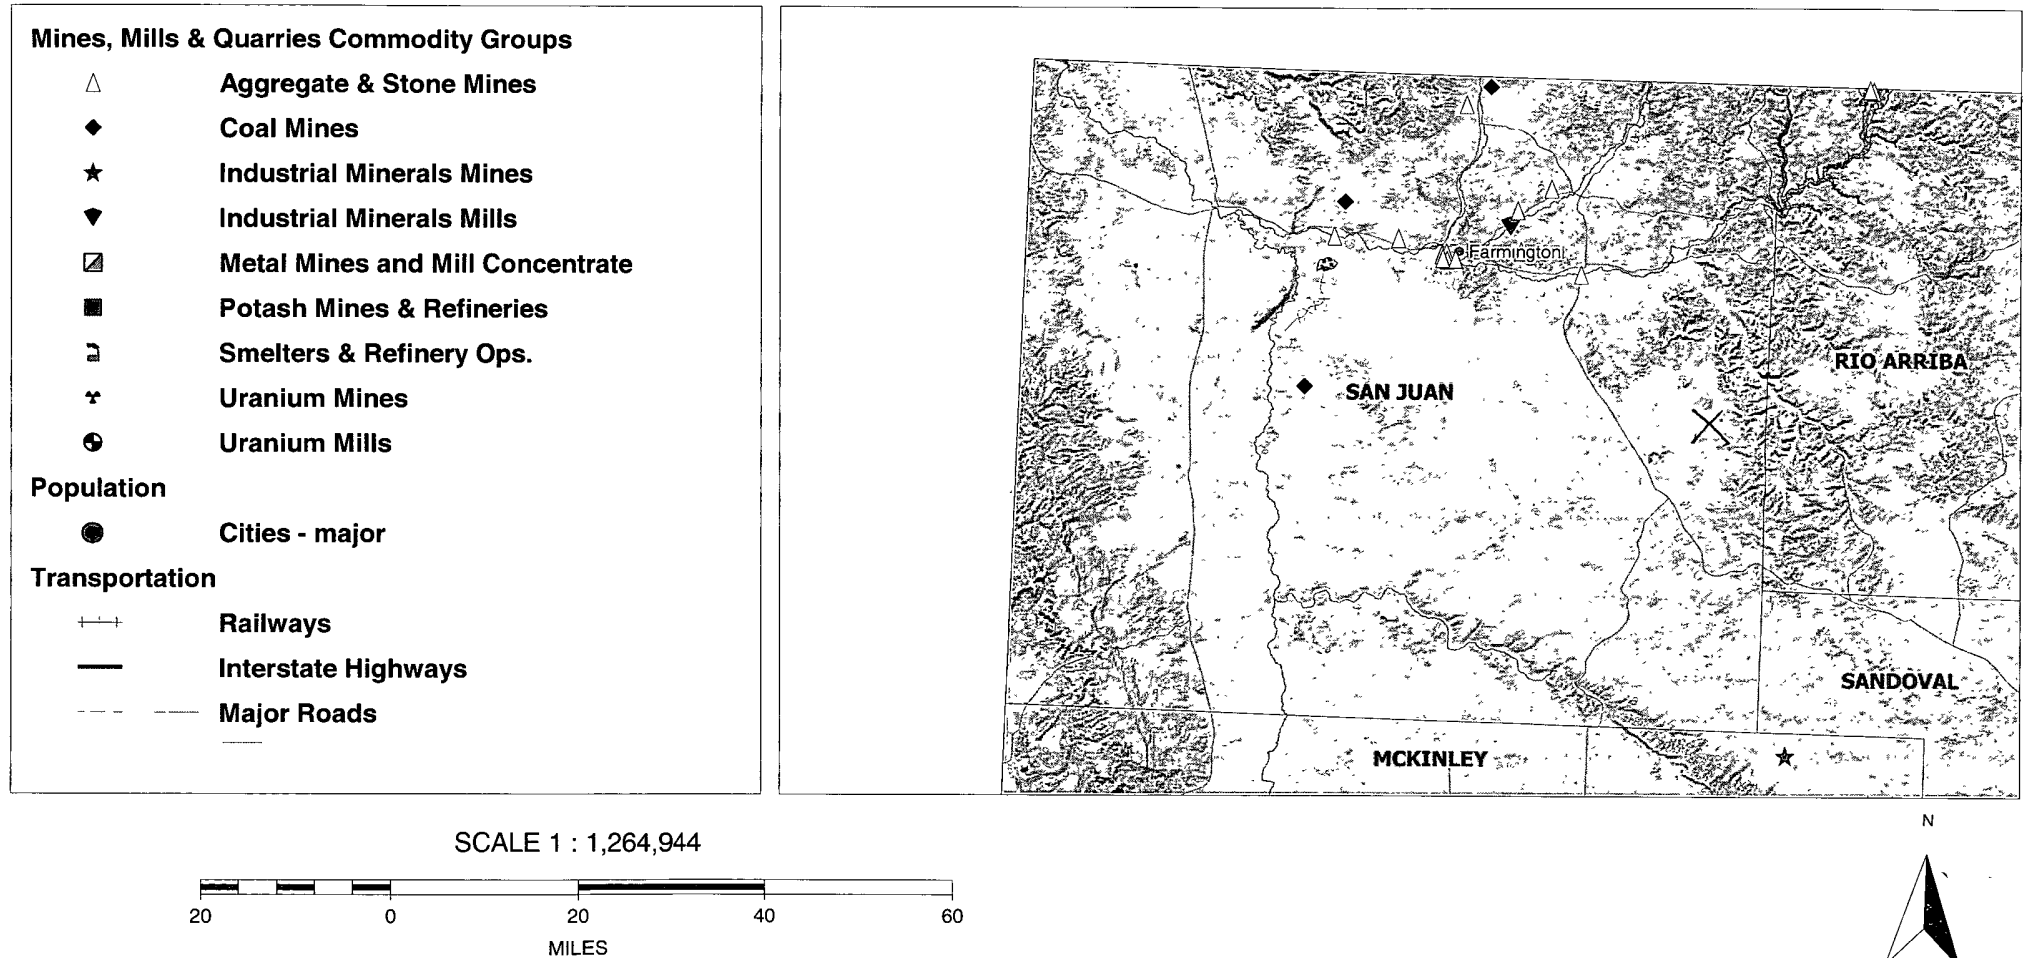 Mines, Mills & Quarries Commodity Groups
Aggregate & Stone Mines
Coal Mines
Industrial Minerals Mines
Industrial Minerals Mills
Metal Mines and Mill Concentrate
Potash Mines & Refineries
Smelters & Refinery Ops.
Uranium Mines
Uranium Mills
Population
Cities - major
Transportation
Railways
Interstate Highways
Major Roads
Farmington
RIO ARRIBA
SAN JUAN
SANDOVAL
MCKINLEY
SCALE 1 : 1,264,944
20 0 20 40 60
MILES
N